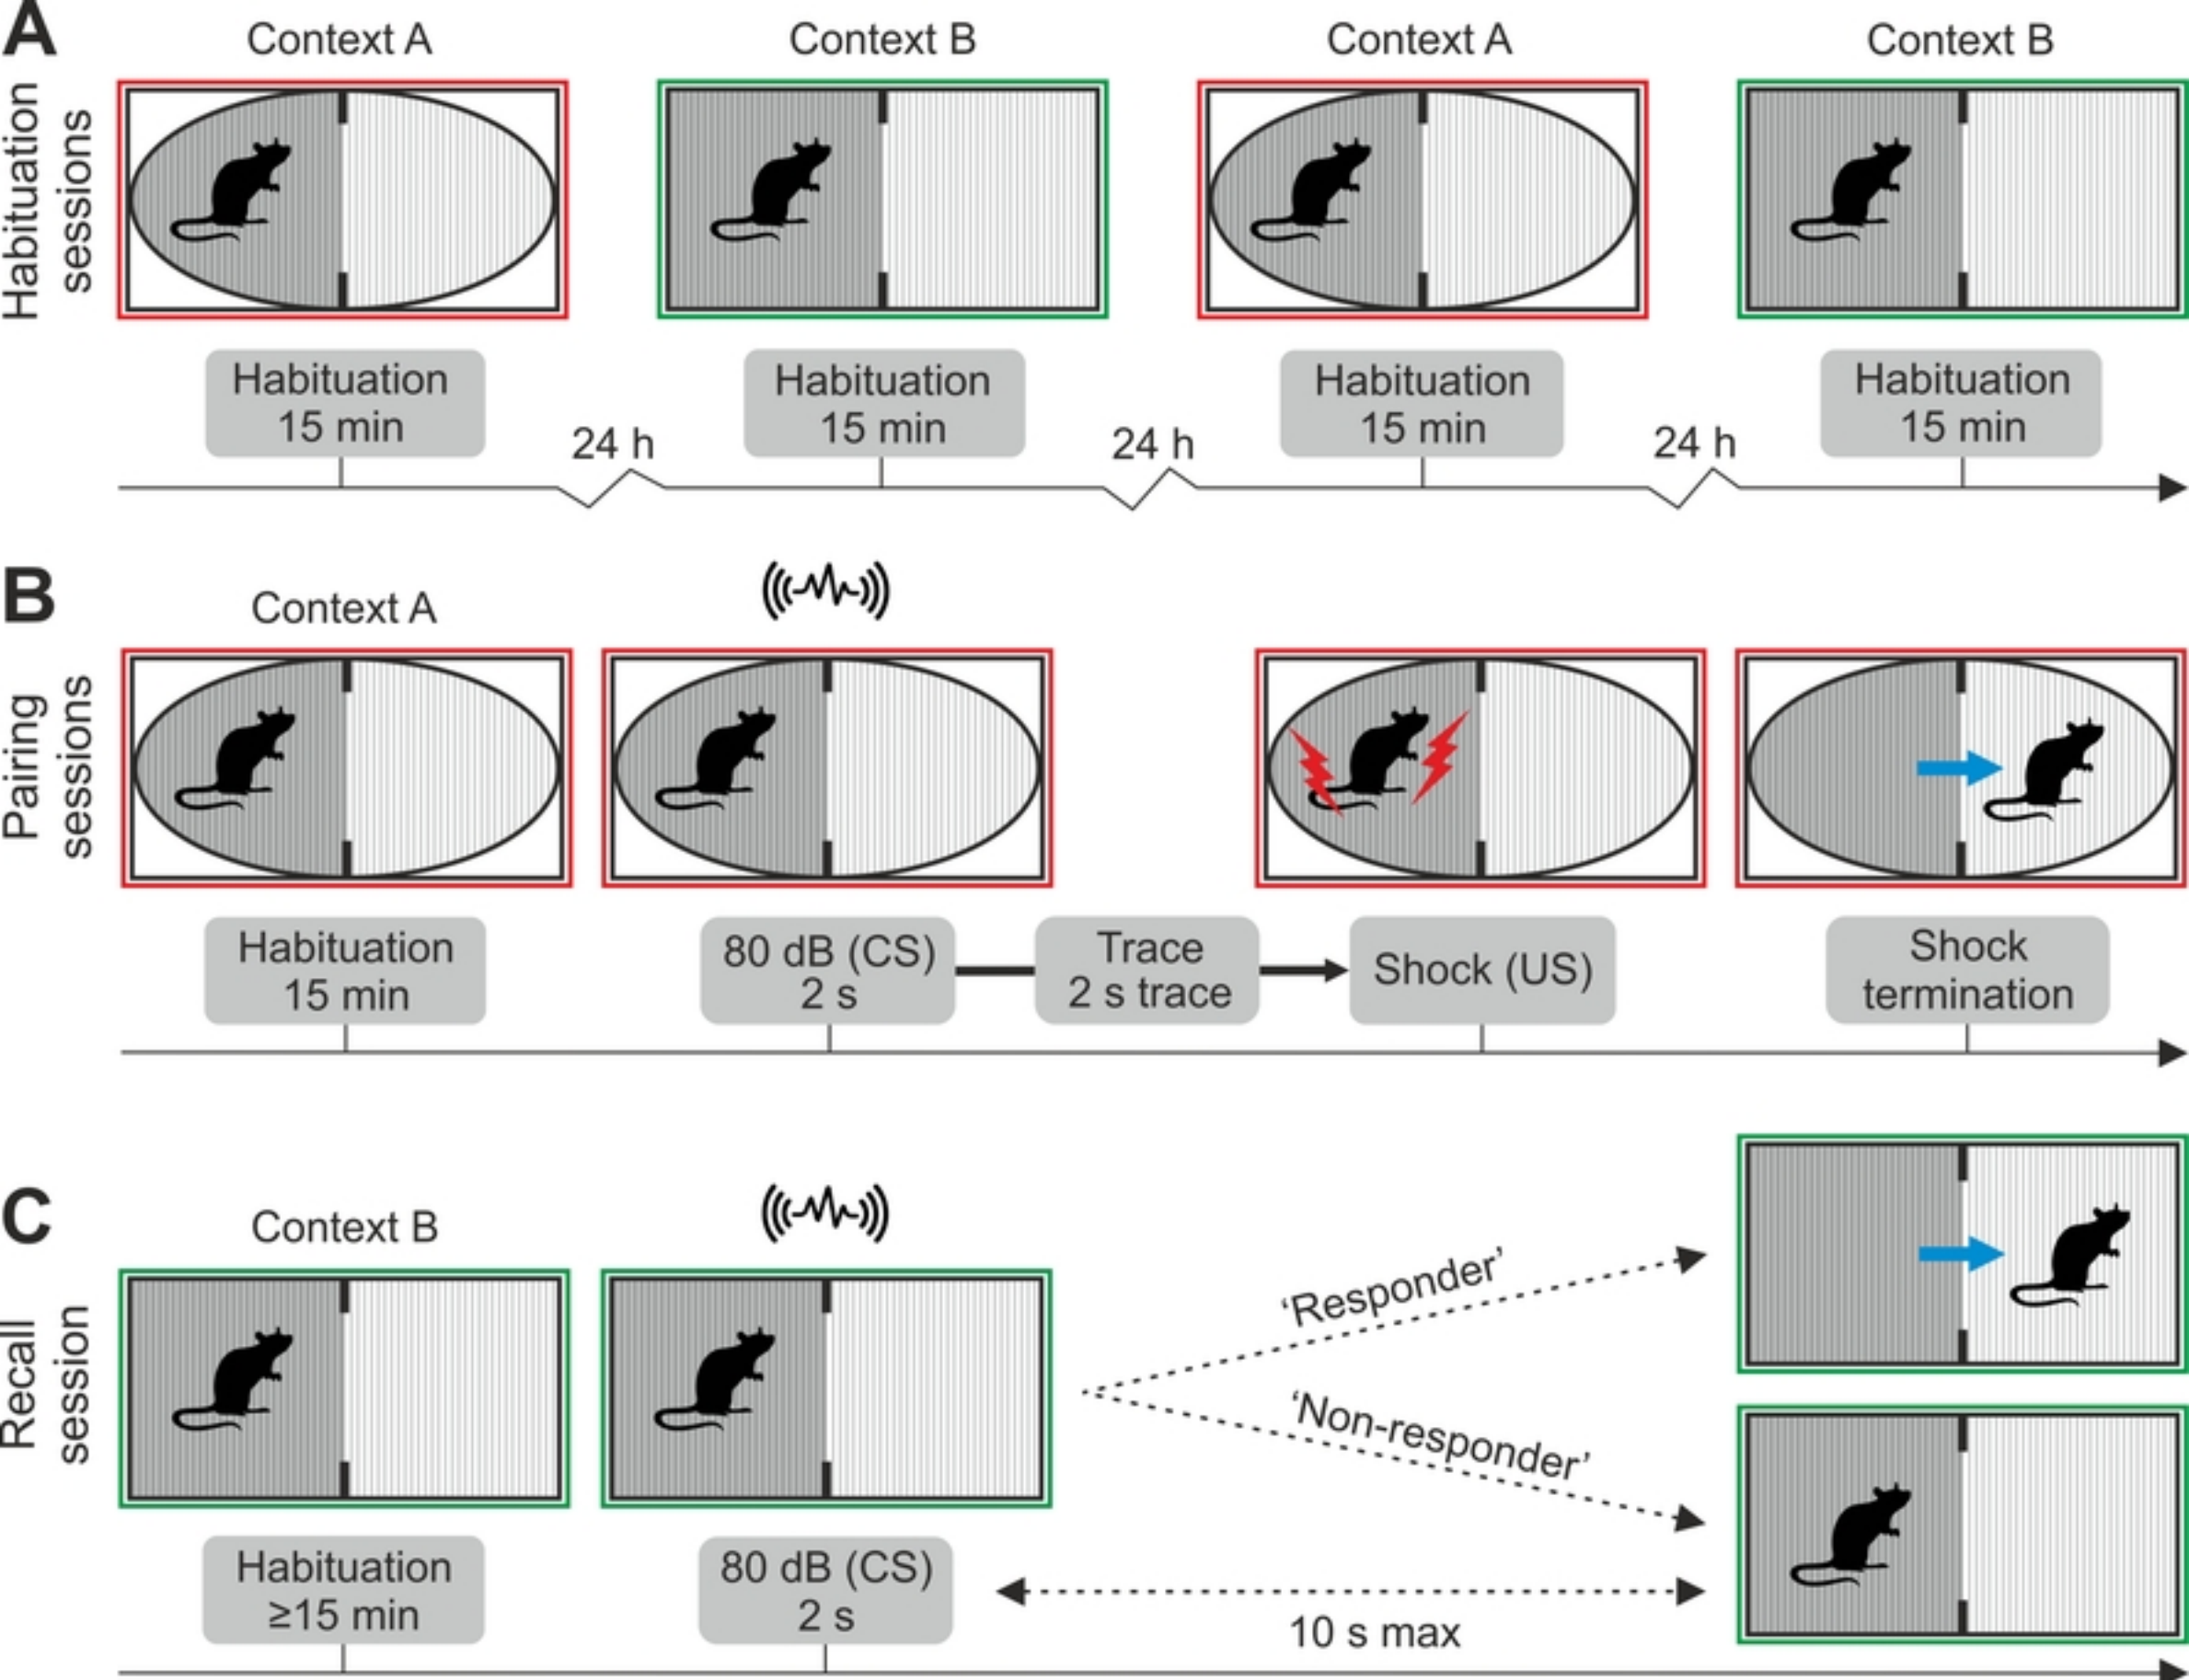 A
Context A
Context B
Context A
Context B
Habituation
sessions
Habituation
15 min
Habituation
15 min
Habituation
15 min
Habituation
15 min
24 h
24 h
24 h
B
Context A
Pairing
sessions
Habituation
15 min
80 dB (CS)
2 s
Trace
2 s trace
Shock (US)
Shock
termination
C
Context B
Recall
session
‘Responder’
‘Non-responder’
Habituation
≥15 min
80 dB (CS)
2 s
10 s max